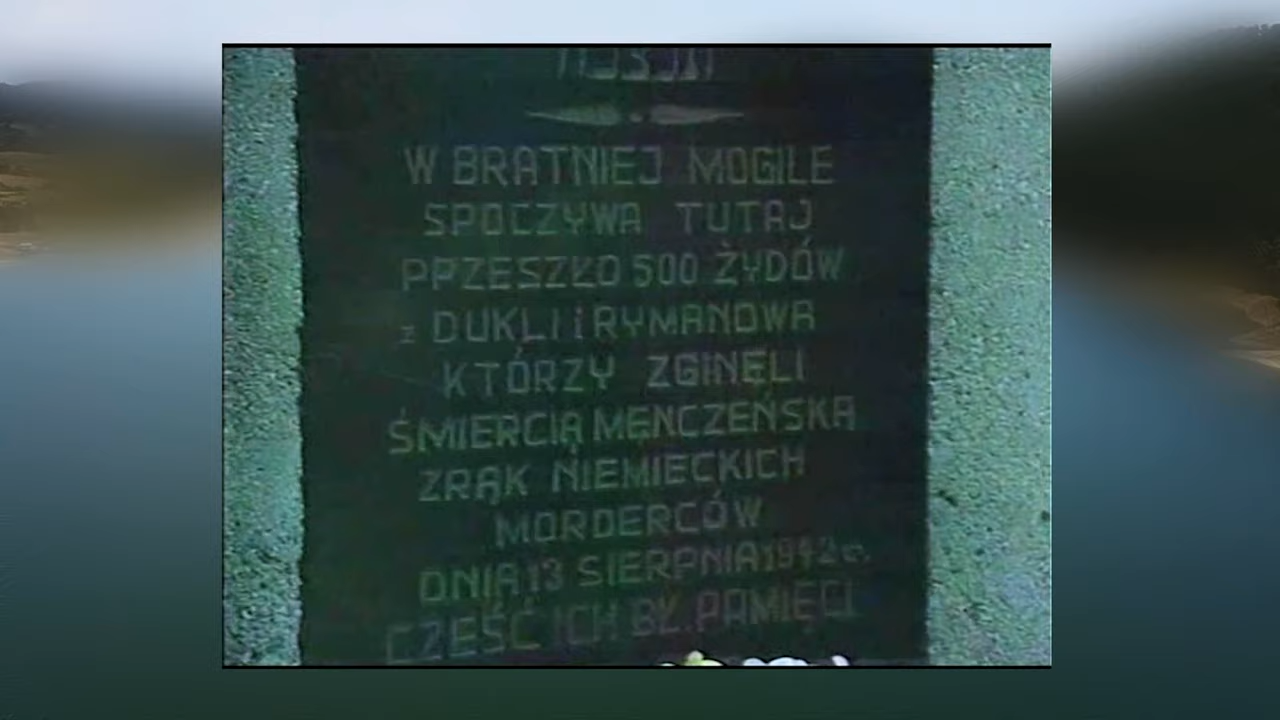 W BRATNIEJ MOGILE
SPOCZYWA TUTAJ
PRZESZŁO 500 ŻYDÓW
z DUKLI i RYMANOWA
KTÓRZY ZGINĘLI
ŚMIERCIĄ MENCZEŃSKĄ
ZRĄK NIEMIECKICH
MORDERCÓW
DNIA 13 SIERPNIA 1942 r.
CZEŚĆ ICH BŁ. PAMIĘCI